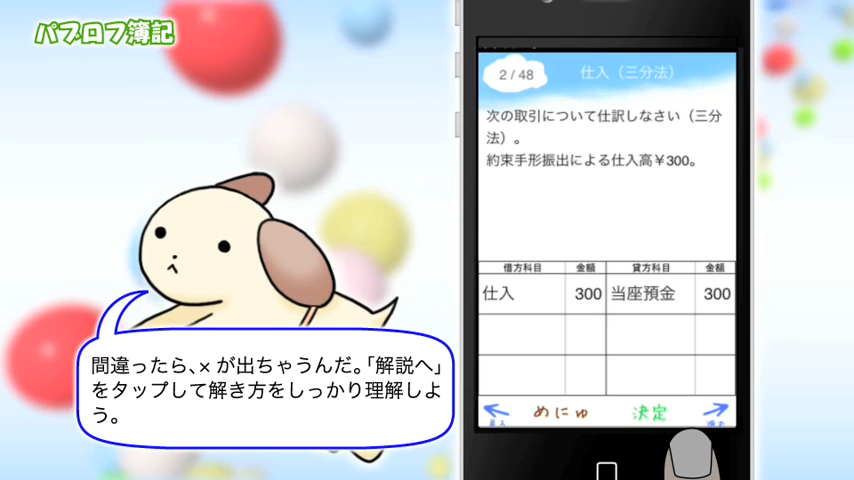 パブロフ簿記
2 / 48
仕入（三分法）
次の取引について仕訳しなさい（三分
法）。
約束手形振出による仕入高￥300。
借方科目 金額 貸方科目 金額
仕入 300 当座預金 300
めにゅ 決定
間違ったら、×が出ちゃうんだ。「解説へ」
をタップして解き方をしっかり理解しよ
う。